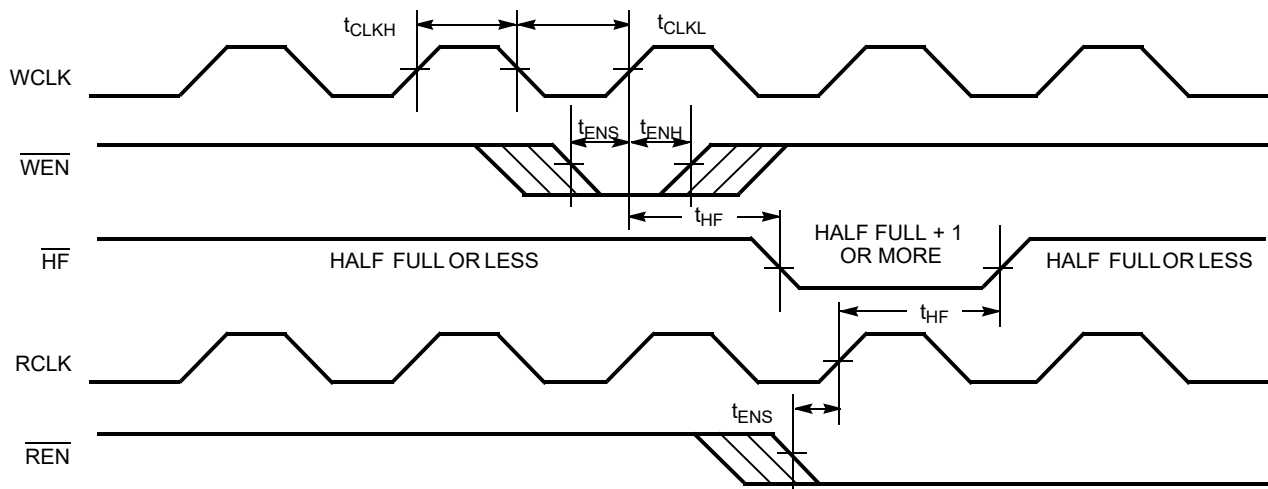 tCLKH
tCLKL
WCLK
tENS
tENH
WEN
tHF
HF
HALF FULL OR LESS
HALF FULL + 1
OR MORE
HALF FULL OR LESS
tHF
RCLK
tENS
REN